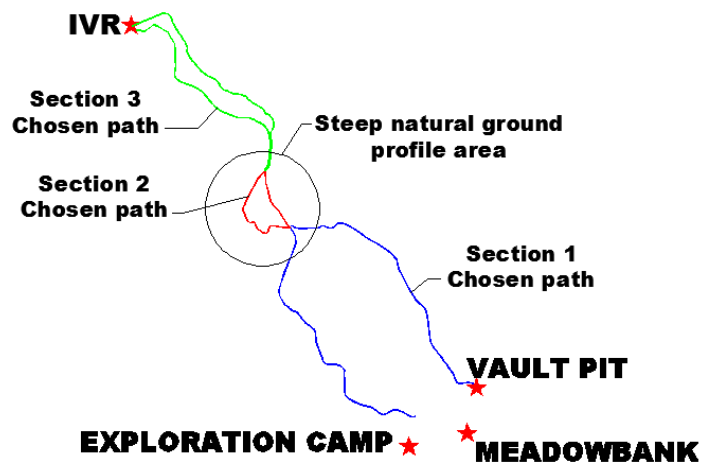 IVR
Section 3
Chosen path
Steep natural ground
profile area
Section 2
Chosen path
Section 1
Chosen path
VAULT PIT
EXPLORATION CAMP
MEADOWBANK